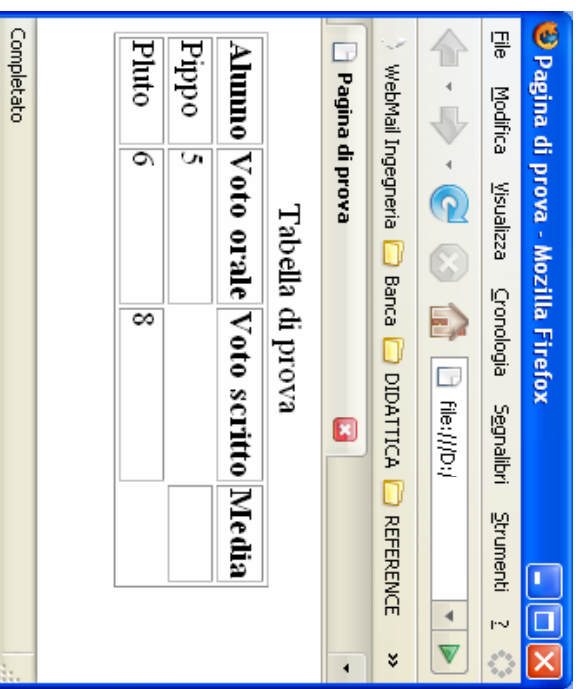 Pagina di prova - Mozilla Firefox
File Modifica Visualizza Cronologia Segnalibri Strumenti ?
file:///D:/
WebMail Ingegneria Banca DIDATTICA REFERENCE »
Pagina di prova
Tabella di prova
Alunno Voto orale Voto scritto Media
Pippo 5
Pluto 6 8
Completato